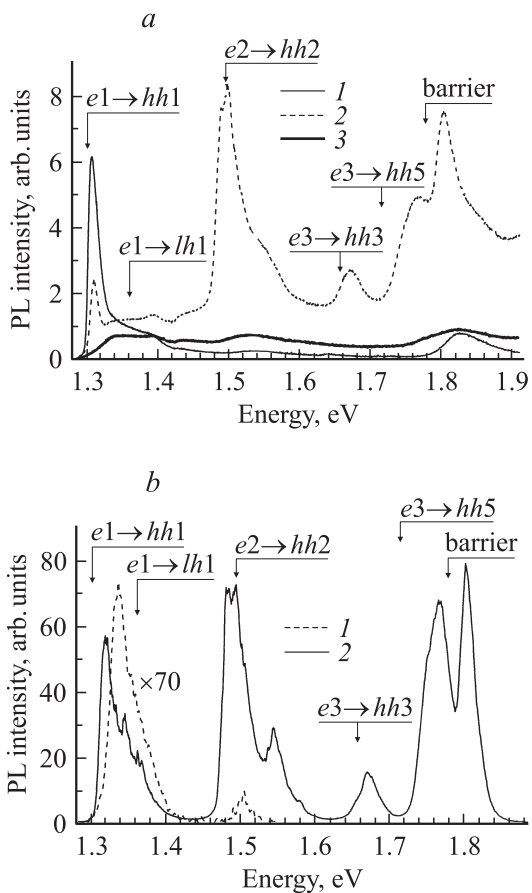 a
e2→hh2
e1→hh1
barrier
1
2
3
e3→hh5
e1→lh1
e3→hh3
PL intensity, arb. units
8
6
4
2
0
1.3 1.4 1.5 1.6 1.7 1.8 1.9
Energy, eV
b
e3→hh5
e1→hh1
e2→hh2
barrier
e1→lh1
1
2
×70
e3→hh3
PL intensity, arb. units
80
60
40
20
0
1.3 1.4 1.5 1.6 1.7 1.8
Energy, eV